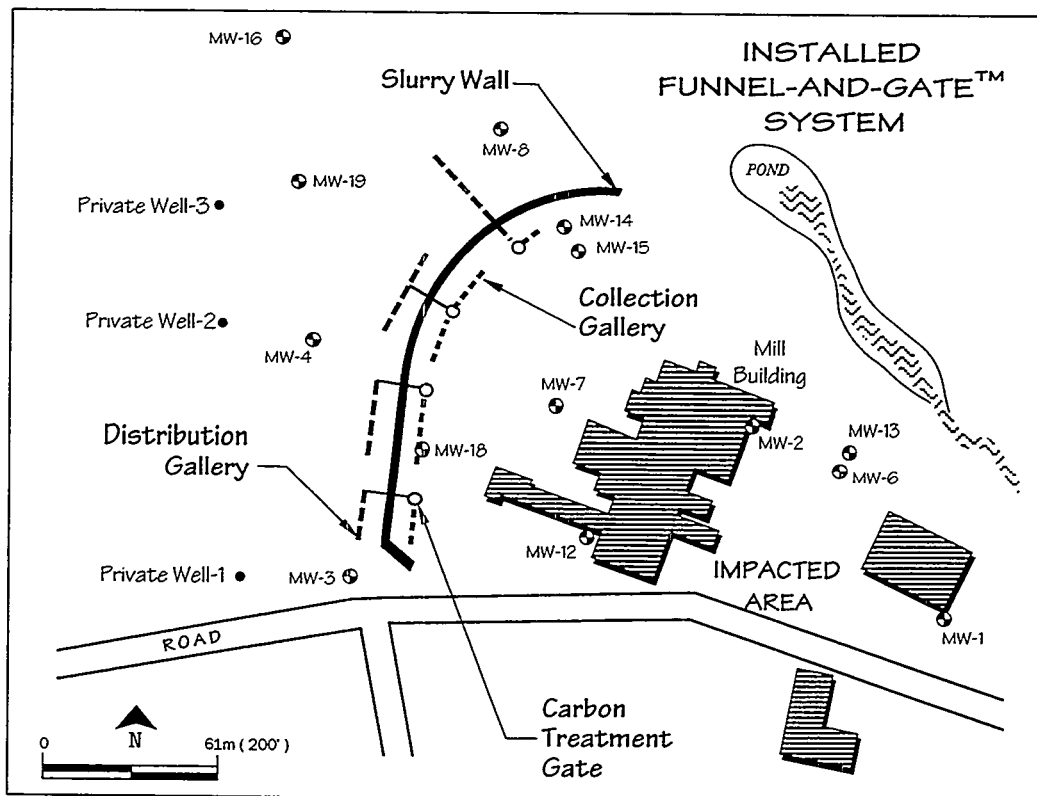 INSTALLED
FUNNEL-AND-GATE™
SYSTEM
MW-16
Slurry Wall
MW-8
POND
MW-19
Private Well-3
MW-14
MW-15
Collection
Gallery
Private Well-2
MW-4
Mill
Building
MW-7
MW-2
MW-13
MW-6
Distribution
Gallery
MW-18
MW-12
IMPACTED
AREA
Private Well-1
MW-3
MW-1
ROAD
Carbon
Treatment
Gate
N
0
61m (200')